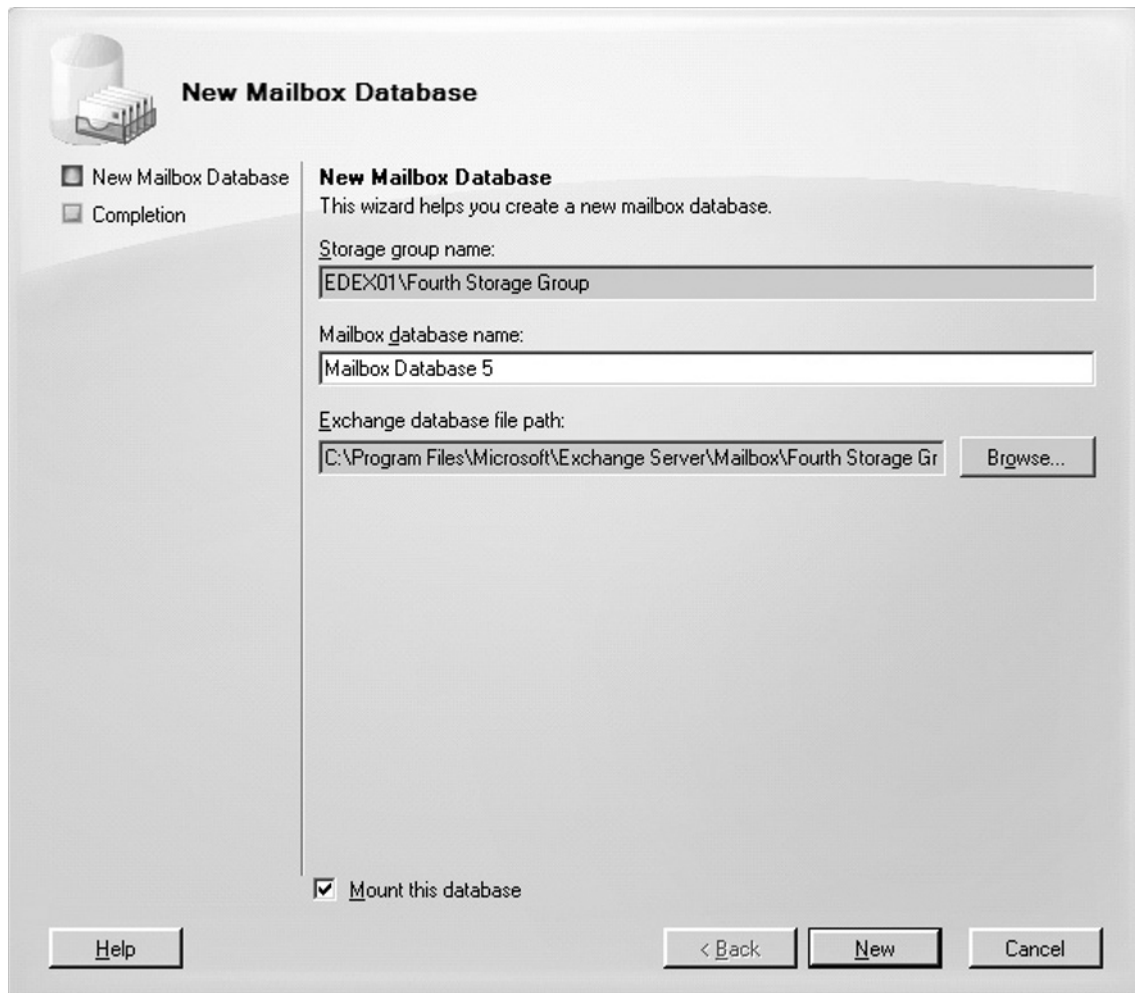 New Mailbox Database
New Mailbox Database
Completion
New Mailbox Database
This wizard helps you create a new mailbox database.
Storage group name:
EDEX01\Fourth Storage Group
Mailbox database name:
Mailbox Database 5
Exchange database file path:
C:\Program Files\Microsoft\Exchange Server\Mailbox\Fourth Storage Gr
Browse...
Mount this database
Help
< Back
New
Cancel